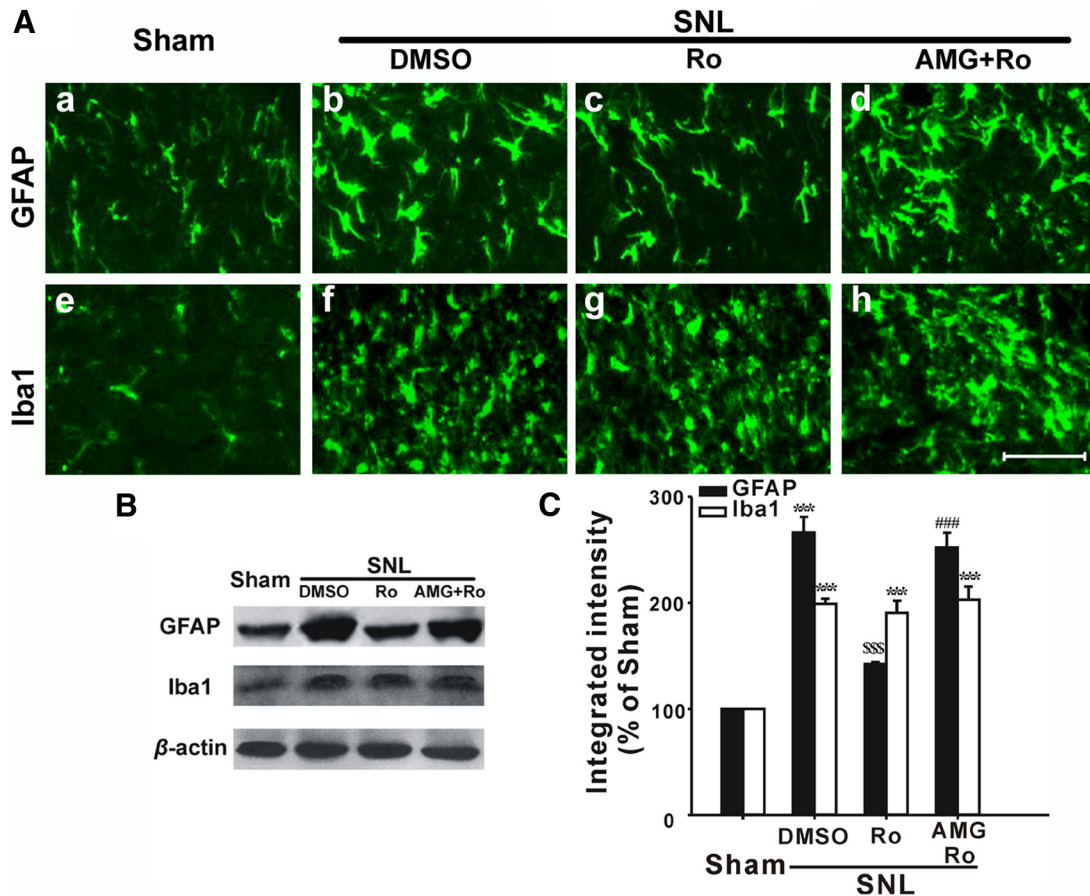 A
Sham
SNL
DMSO Ro AMG+Ro
GFAP
a b c d
Iba1
e f g h
B
Sham
SNL
DMSO Ro AMG+Ro
GFAP
Iba1
β-actin
C
GFAP
Iba1
Integrated intensity
(% of Sham)
300
200
100
0
***
***
$$$
***
###
***
Sham
DMSO
Ro
AMG
Ro
SNL